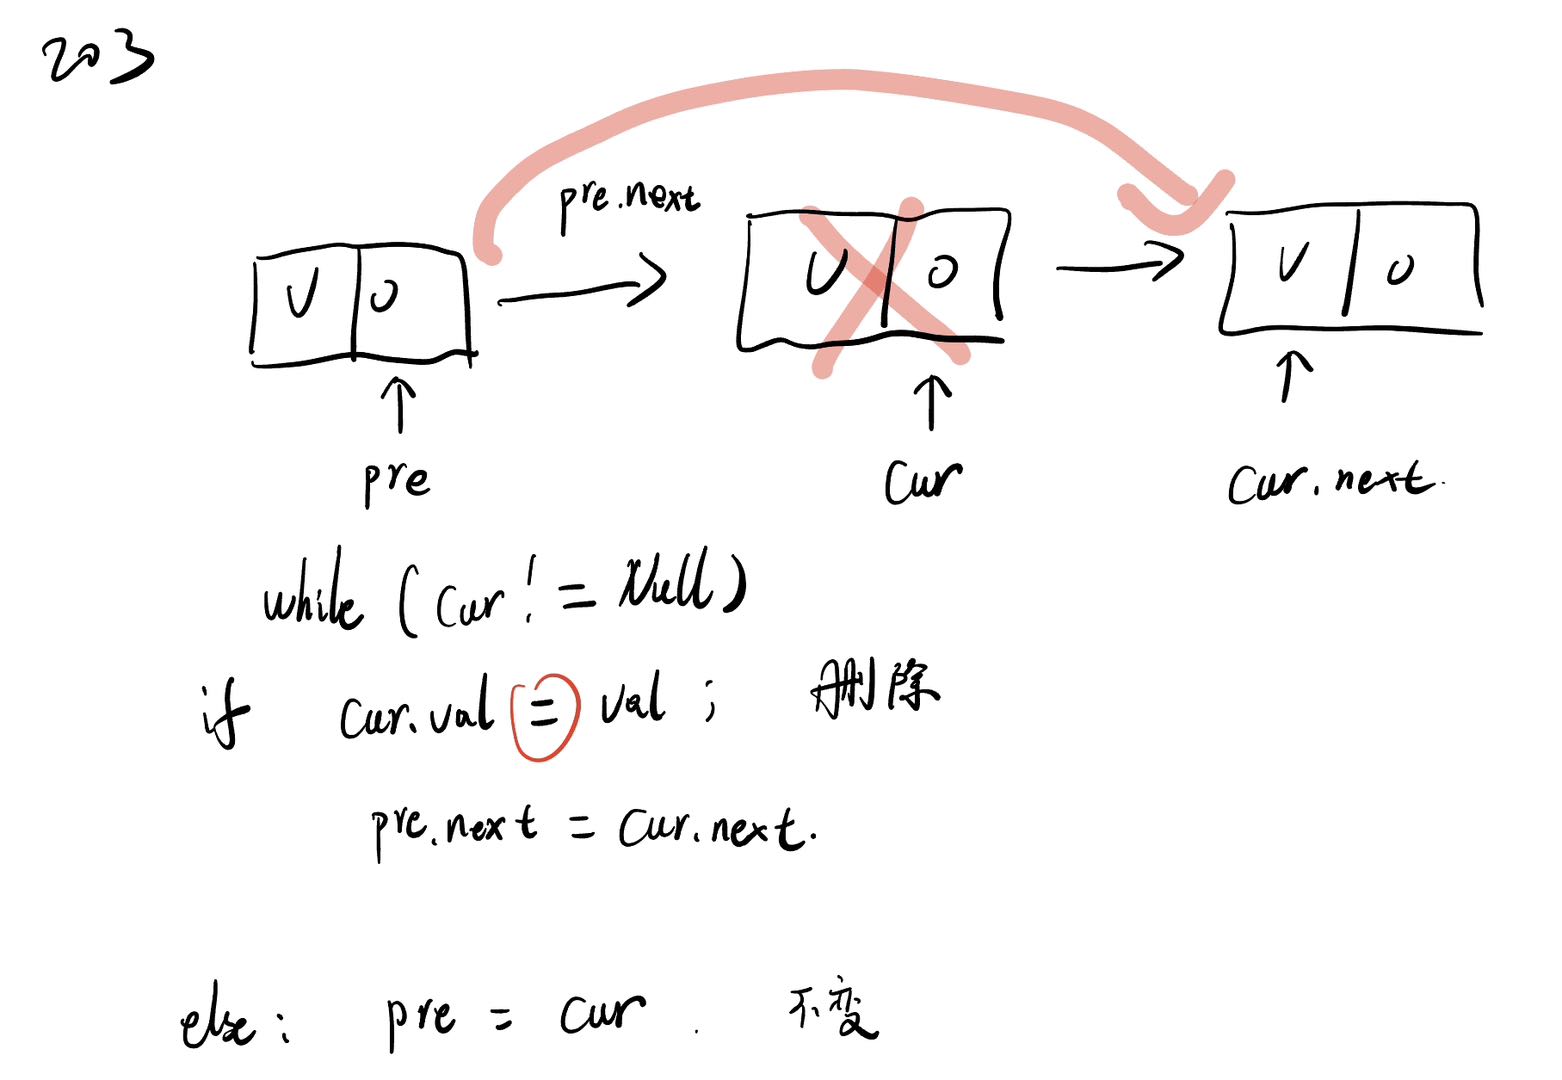 203
pre.next
V O
V O
V O
pre
cur
cur.next.
while (cur != Null)
if cur.val = val ; 删除
pre.next = cur.next.
else : pre = cur . 不变